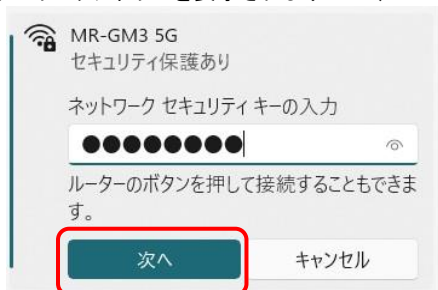 MR-GM3 5G
セキュリティ保護あり
ネットワーク セキュリティ キーの入力
●●●●●●●●
ルーターのボタンを押して接続することもできま
す。
次へ
キャンセル